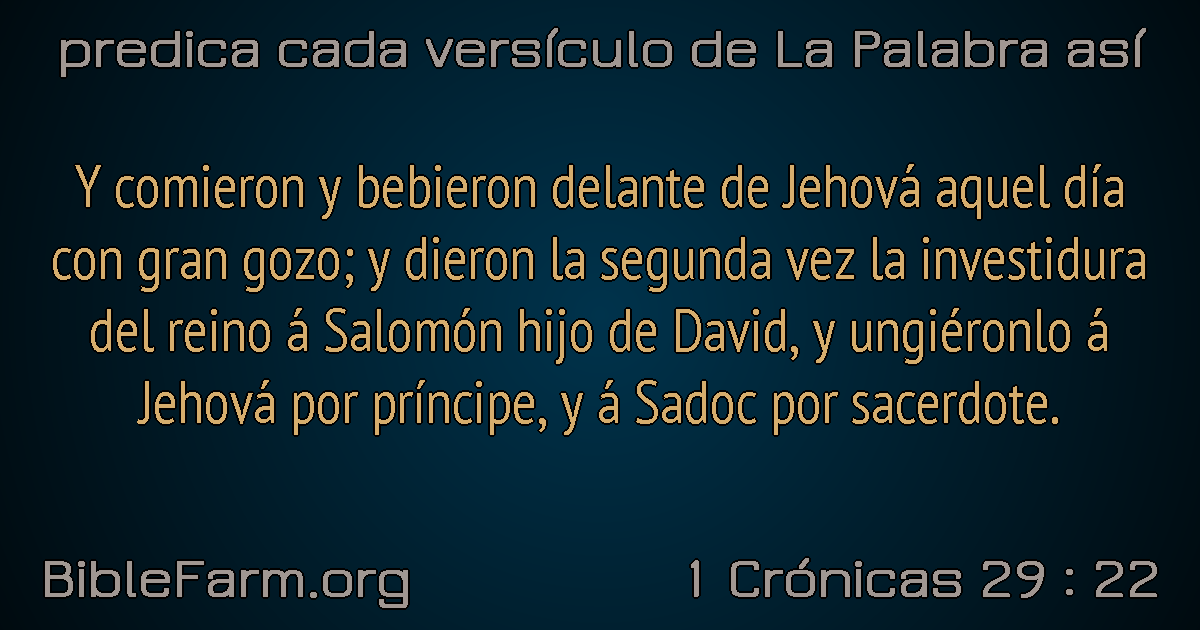 predica cada versículo de La Palabra así
Y comieron y bebieron delante de Jehová aquel día
con gran gozo; y dieron la segunda vez la investidura
del reino á Salomón hijo de David, y ungiéronlo á
Jehová por príncipe, y á Sadoc por sacerdote.
BibleFarm.org
1 Crónicas 29 : 22